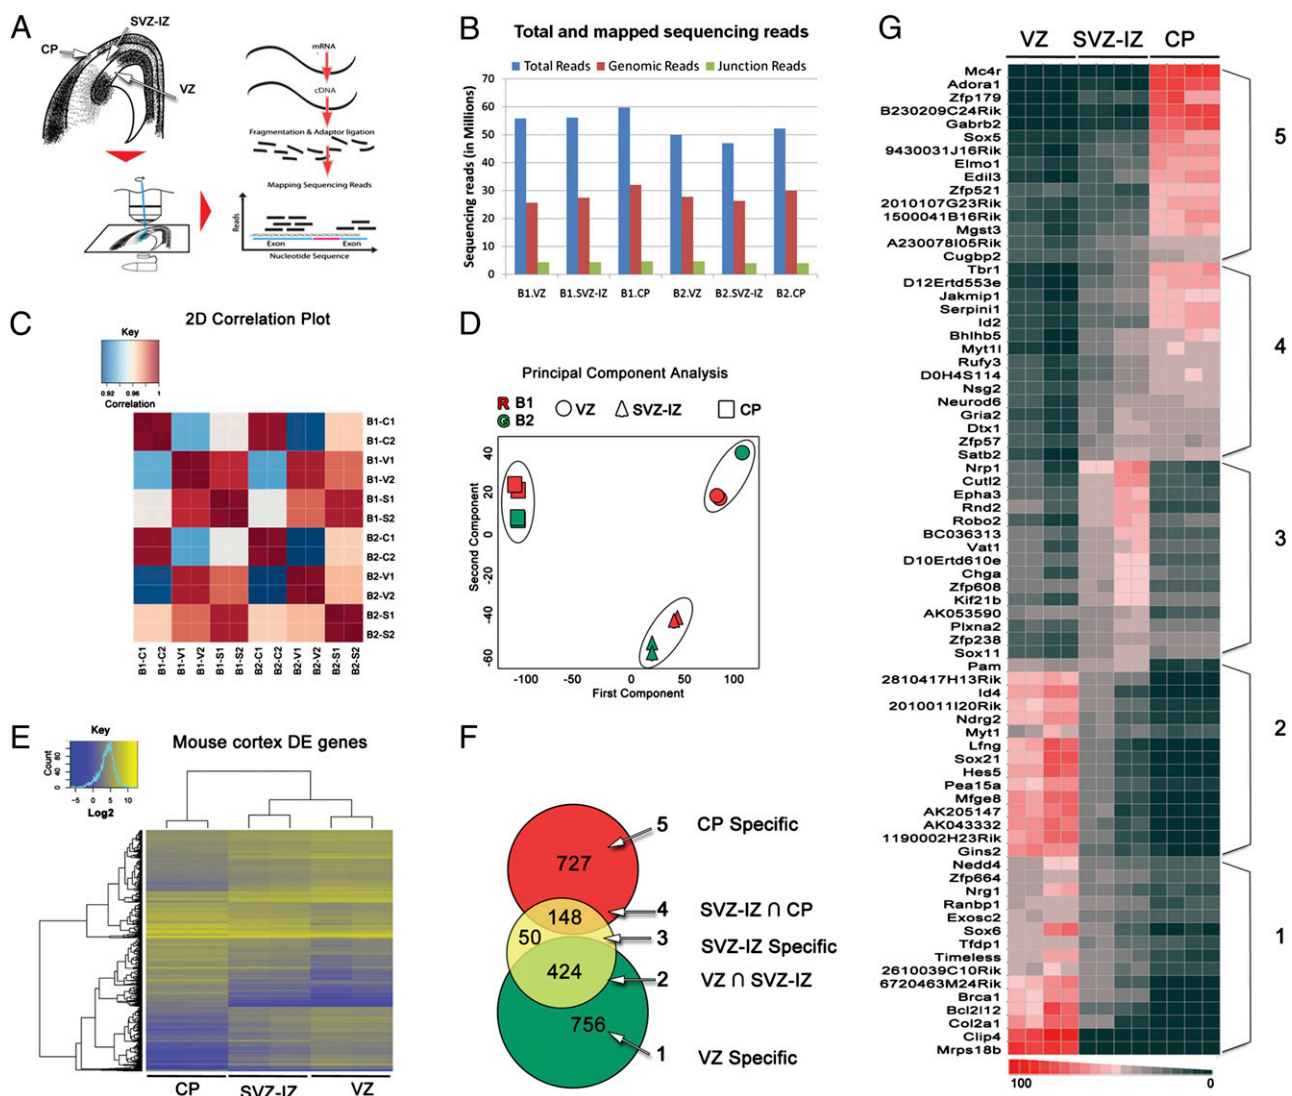 A
SVZ-IZ
CP
VZ
mRNA
cDNA
Fragmentation & Adaptor ligation
Mapping Sequencing Reads
Reads
Exon
Exon
Nucleotide Sequence
B
Total and mapped sequencing reads
Total Reads
Genomic Reads
Junction Reads
Sequencing reads (in Millions)
70
60
50
40
30
20
10
0
B1.VZ
B1.SVZ-IZ
B1.CP
B2.VZ
B2.SVZ-IZ
B2.CP
C
2D Correlation Plot
Key
0.92
0.96
1
Correlation
B1-C1
B1-C2
B1-V1
B1-V2
B1-S1
B1-S2
B2-C1
B2-C2
B2-V1
B2-V2
B2-S1
B2-S2
B1-C1
B1-C2
B1-V1
B1-V2
B1-S1
B1-S2
B2-C1
B2-C2
B2-V1
B2-V2
B2-S1
B2-S2
D
Principal Component Analysis
R B1
G B2
VZ
SVZ-IZ
CP
Second Component
40
20
0
-20
-40
-60
-100
-50
0
50
100
First Component
E
Mouse cortex DE genes
Key
Count
0 40 80
-5 0 5 10
Log2
CP
SVZ-IZ
VZ
F
727
148
50
424
756
5 CP Specific
4 SVZ-IZ ∩ CP
3 SVZ-IZ Specific
2 VZ ∩ SVZ-IZ
1 VZ Specific
G
VZ
SVZ-IZ
CP
Mc4r
Adora1
Zfp179
B230209C24Rik
Gabrb2
Sox5
9430031J16Rik
Elmo1
Edil3
Zfp521
2010107G23Rik
1500041B16Rik
Mgst3
A230078I05Rik
Cugbp2
Tbr1
D12Ertd553e
Jakmip1
Serpini1
Id2
Bhlhb5
Myt1l
Rufy3
D0H4S114
Nsg2
Neurod6
Gria2
Dtx1
Zfp57
Satb2
Nrp1
Cutl2
Epha3
Rnd2
Robo2
BC036313
Vat1
D10Ertd610e
Chga
Zfp608
Kif21b
AK053590
Plxna2
Zfp238
Sox11
Pam
2810417H13Rik
Id4
2010011I20Rik
Ndrg2
Myt1
Lfng
Sox21
Hes5
Pea15a
Mfge8
AK205147
AK043332
1190002H23Rik
Gins2
Nedd4
Zfp664
Nrg1
Ranbp1
Exosc2
Sox6
Tfdp1
Timeless
2610039C10Rik
6720463M24Rik
Brca1
Bcl2l12
Col2a1
Clip4
Mrps18b
5
4
3
2
1
100
0